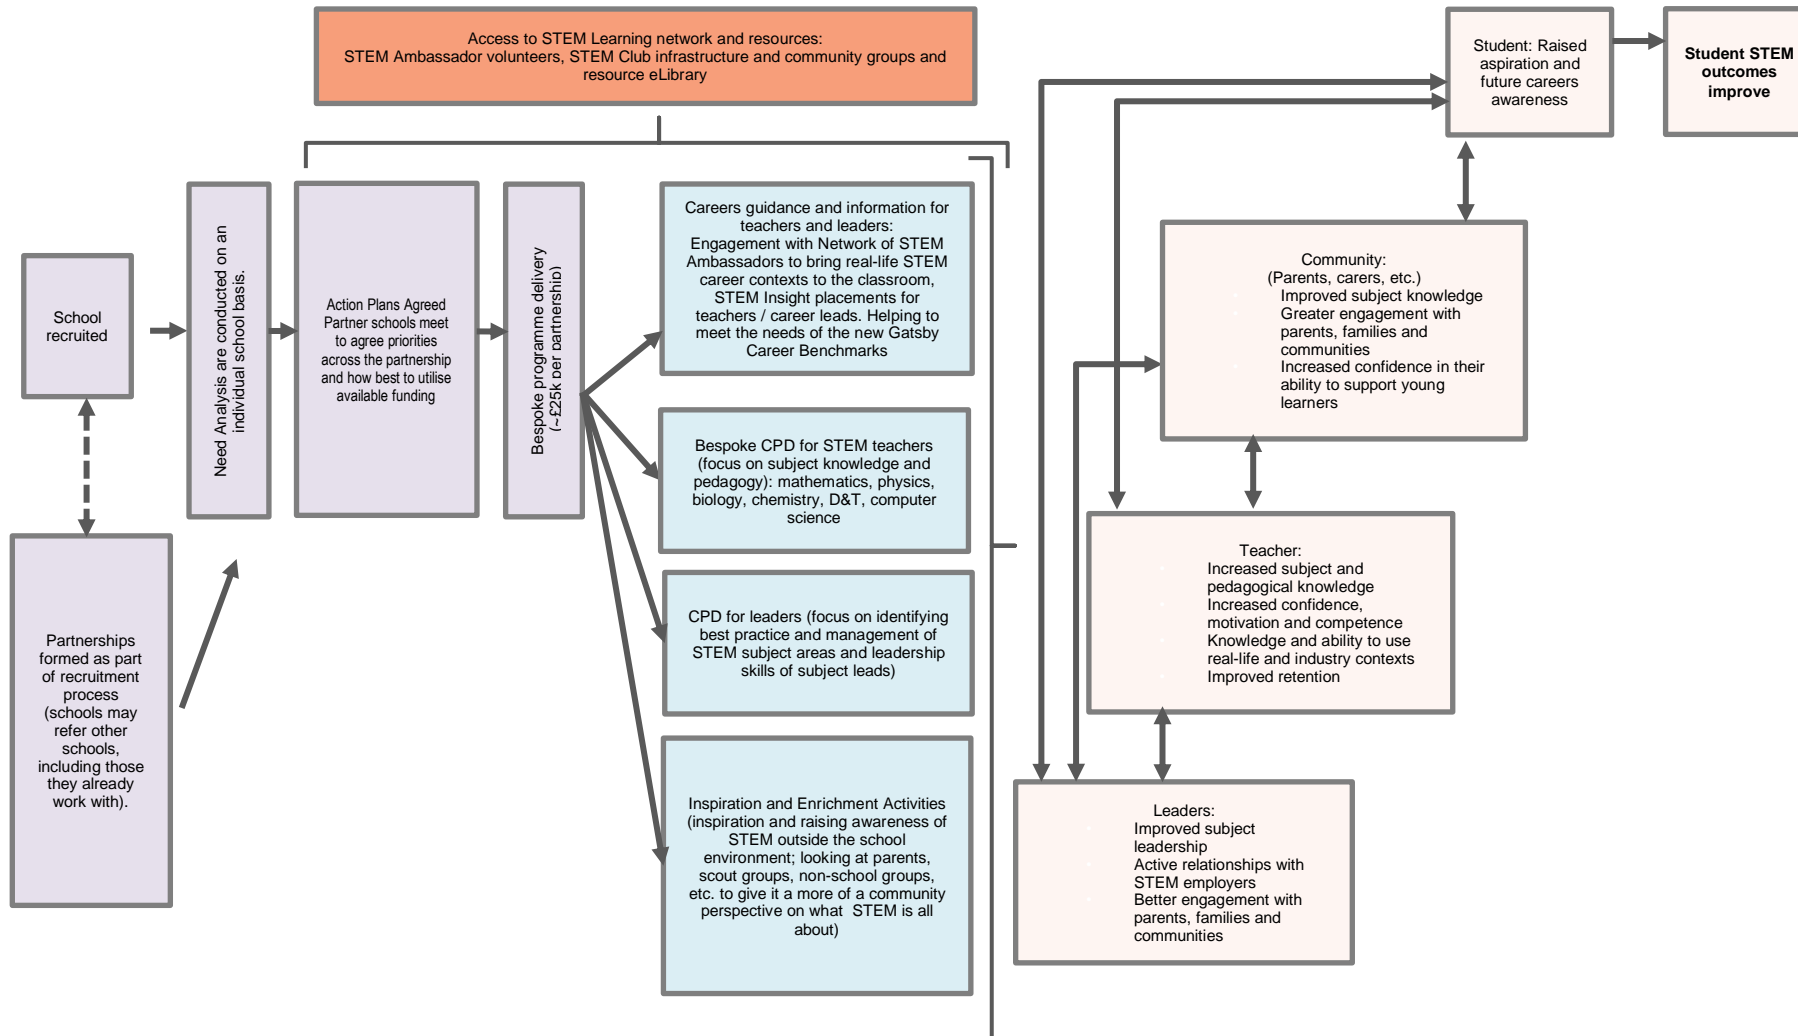 Access to STEM Learning network and resources:
STEM Ambassador volunteers, STEM Club infrastructure and community groups and
resource eLibrary
School
recruited
Partnerships
formed as part
of recruitment
process
(schools may
refer other
schools,
including those
they already
work with).
Need Analysis are conducted on an
individual school basis.
Action Plans Agreed
Partner schools meet
to agree priorities
across the partnership
and how best to utilise
available funding
Bespoke programme delivery
(~£25k per partnership)
Careers guidance and information for
teachers and leaders:
Engagement with Network of STEM
Ambassadors to bring real-life STEM
career contexts to the classroom,
STEM Insight placements for
teachers / career leads. Helping to
meet the needs of the new Gatsby
Career Benchmarks
Bespoke CPD for STEM teachers
(focus on subject knowledge and
pedagogy): mathematics, physics,
biology, chemistry, D&T, computer
science
CPD for leaders (focus on identifying
best practice and management of
STEM subject areas and leadership
skills of subject leads)
Inspiration and Enrichment Activities
(inspiration and raising awareness of
STEM outside the school
environment; looking at parents,
scout groups, non-school groups,
etc. to give it a more of a community
perspective on what STEM is all
about)
Student: Raised
aspiration and
future careers
awareness
Student STEM
outcomes
improve
Community:
(Parents, carers, etc.)
Improved subject knowledge
Greater engagement with
parents, families and
communities
Increased confidence in their
ability to support young
learners
Teacher:
Increased subject and
pedagogical knowledge
Increased confidence,
motivation and competence
Knowledge and ability to use
real-life and industry contexts
Improved retention
Leaders:
Improved subject
leadership
Active relationships with
STEM employers
Better engagement with
parents, families and
communities